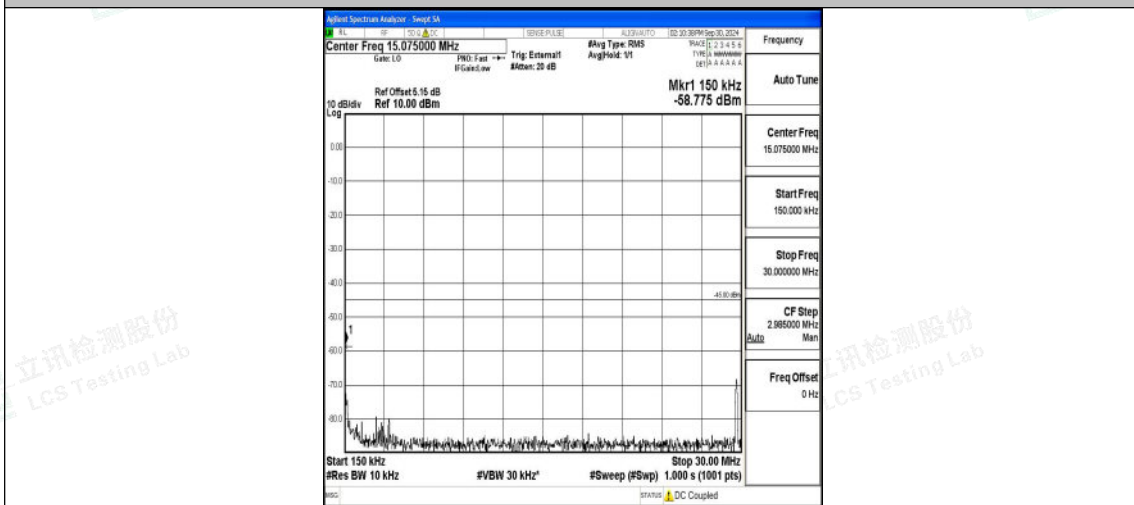 Agilent Spectrum Analyzer - Swept SA
RL RF 50 Ω DC SENSE:PULSE ALIGN AUTO 02:10:38PM Sep 30, 2024
Center Freq 15.075000 MHz
Gate: LO
PNO: Fast
IFGain:Low
Trig: External1
#Atten: 20 dB
#Avg Type: RMS
Avg|Hold: 1/1
TRACE 1 2 3 4 5 6
TYPE
DET A A A A A A
Ref Offset 5.15 dB
Ref 10.00 dBm
10 dB/div
Log
Mkr1 150 kHz
-58.775 dBm
0.00
-10.0
-20.0
-30.0
-40.0
-50.0
-60.0
-70.0
-80.0
1
Start 150 kHz
#Res BW 10 kHz
#VBW 30 kHz*
Stop 30.00 MHz
#Sweep (#Swp) 1.000 s (1001 pts)
MSG
STATUS DC Coupled
Frequency
Auto Tune
Center Freq
15.075000 MHz
Start Freq
150.000 kHz
Stop Freq
30.000000 MHz
CF Step
2.985000 MHz
Auto Man
Freq Offset
0 Hz
立讯检测股份
LCS Testing Lab
立讯检测股份
LCS Testing Lab